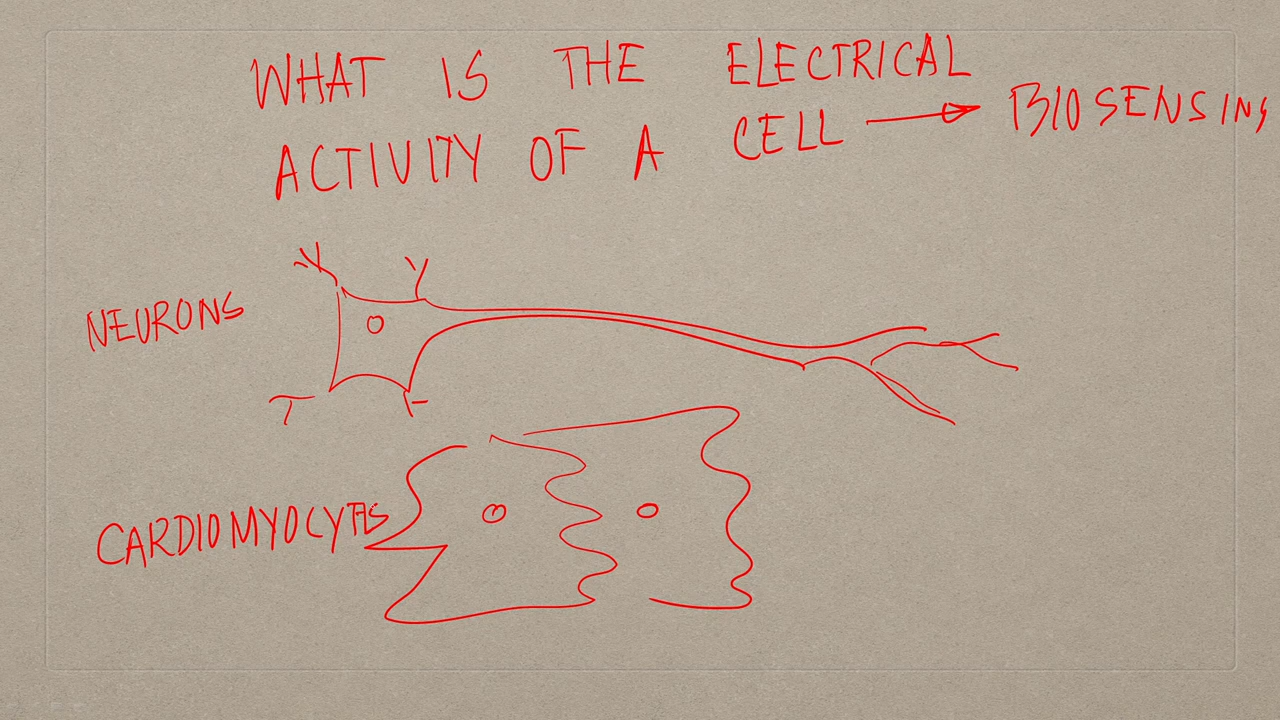 WHAT IS THE ELECTRICAL
ACTIVITY OF A CELL → BIOSENSING
NEURONS
CARDIOMYOCYTES